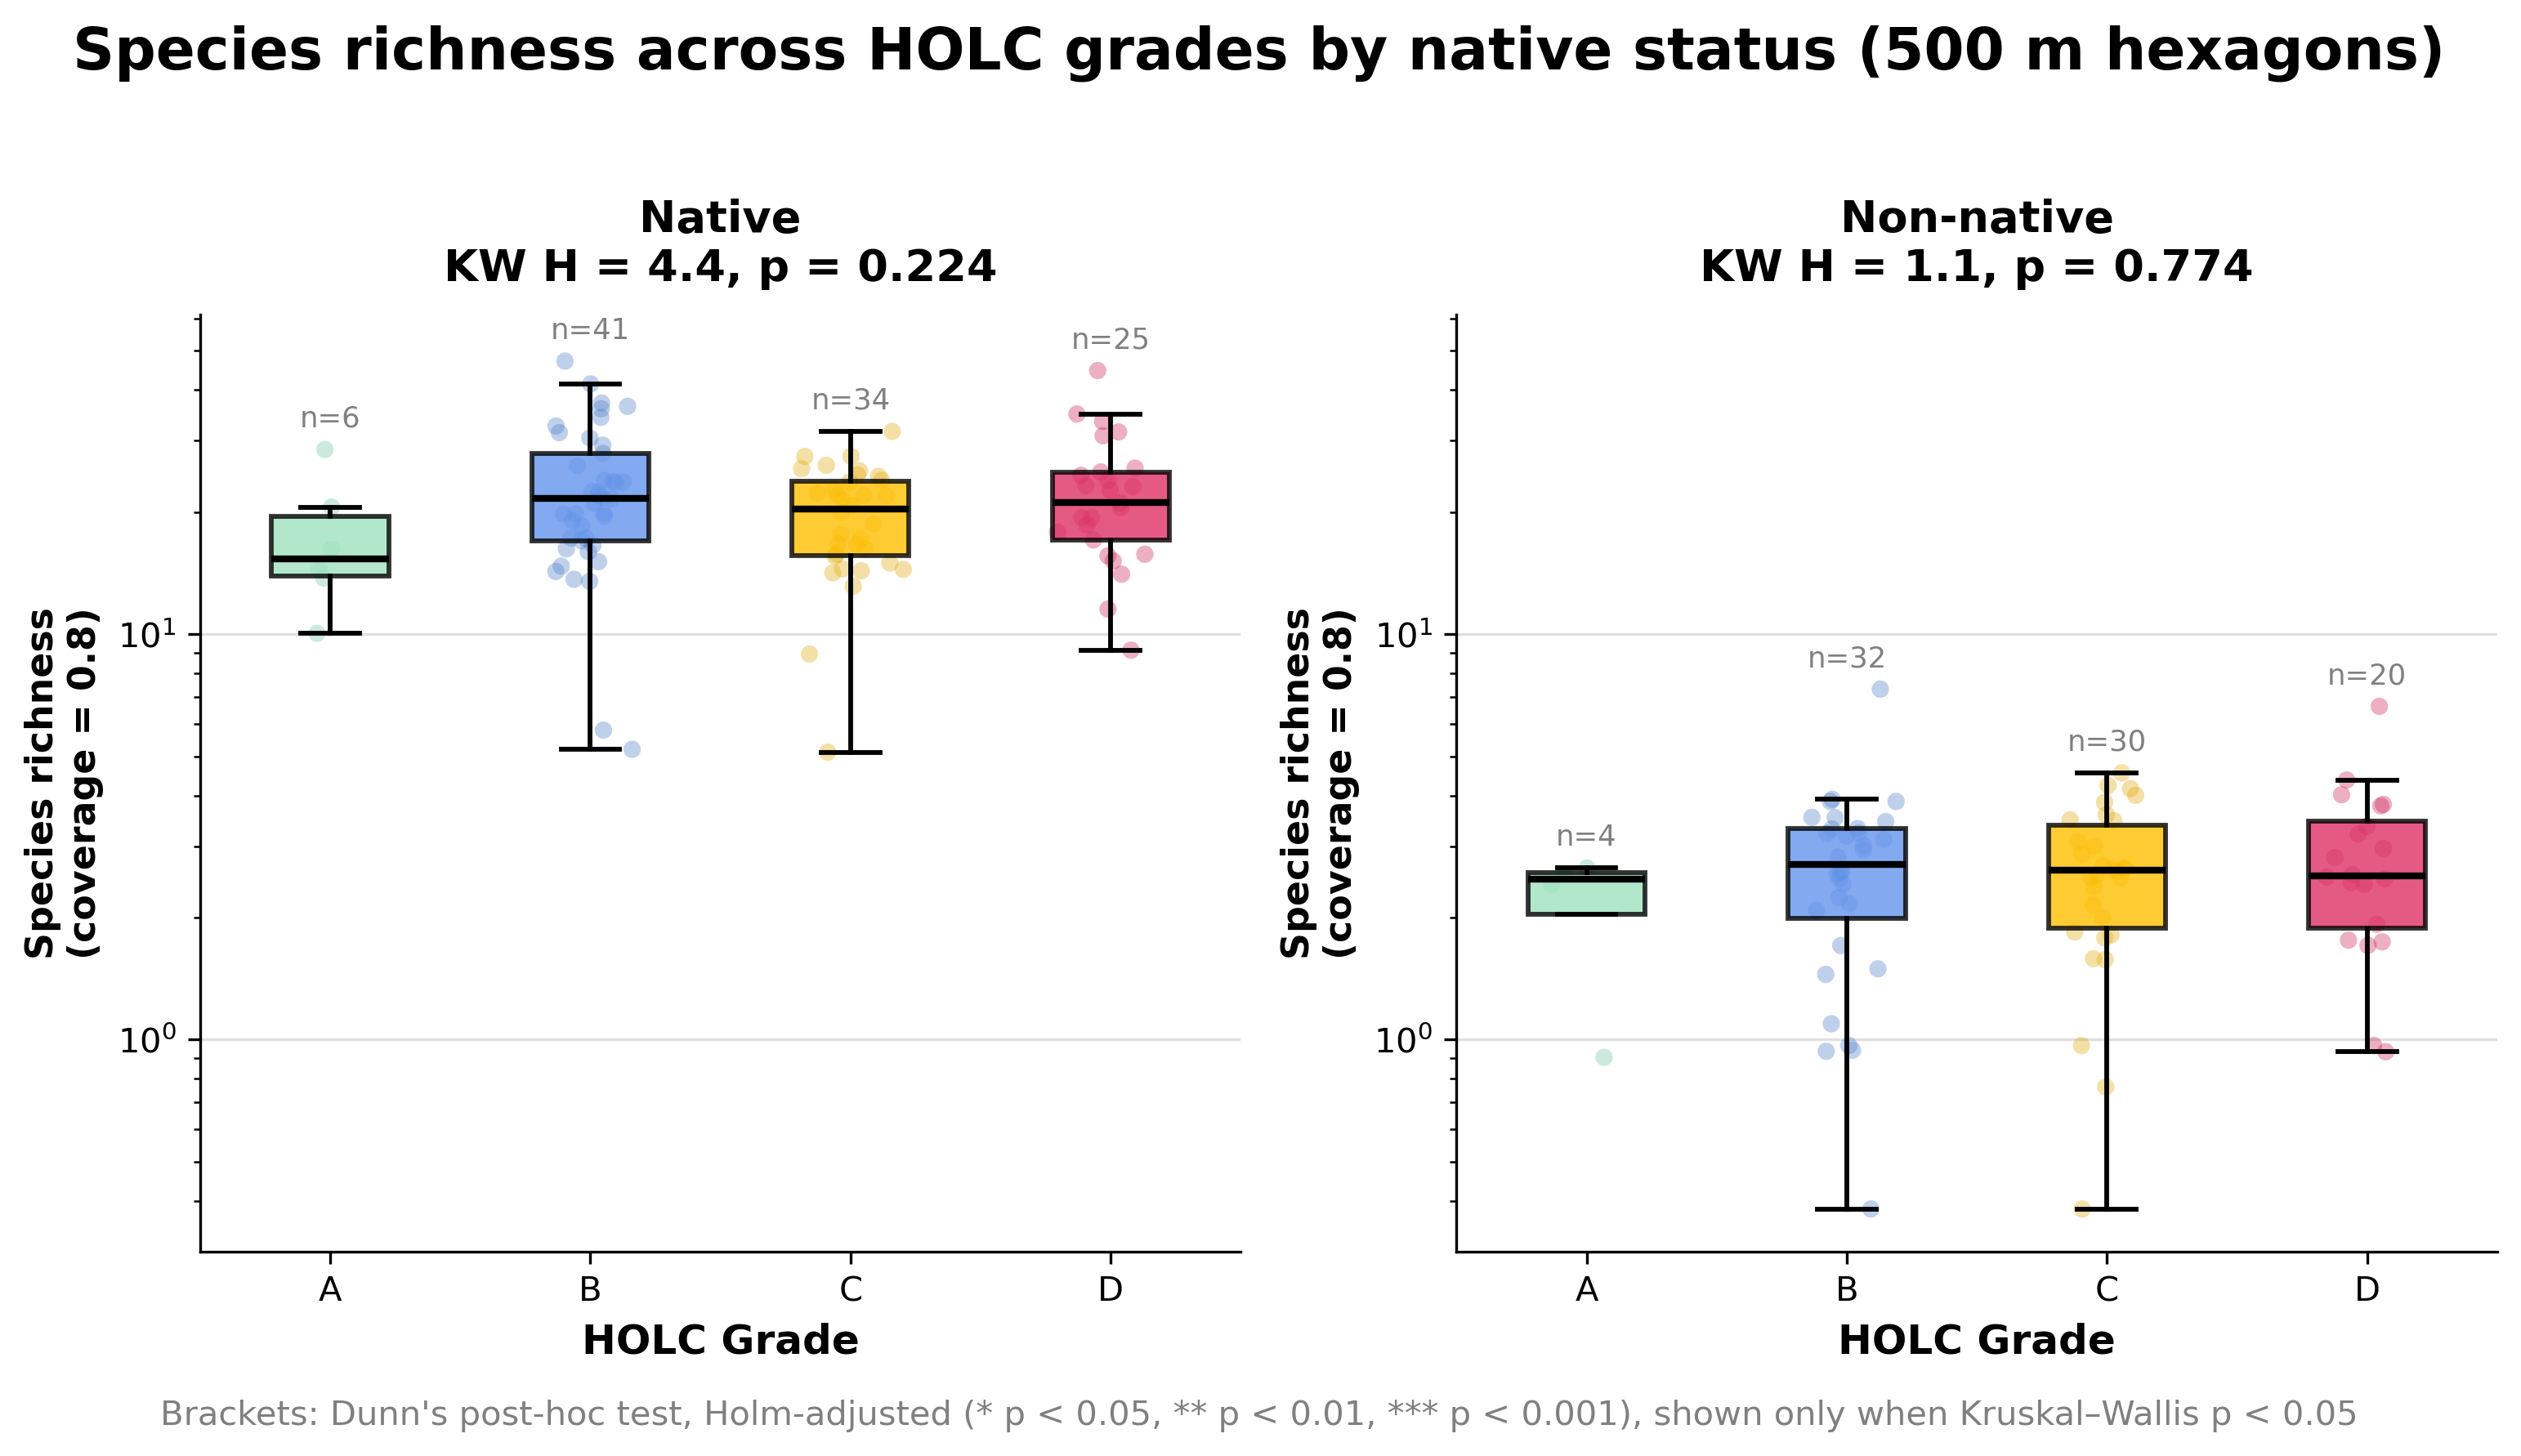 Species richness across HOLC grades by native status (500 m hexagons)
Native
KW H = 4.4, p = 0.224
n=6
n=41
n=34
n=25
Species richness
(coverage = 0.8)
10¹
10⁰
A
B
C
D
HOLC Grade
Non-native
KW H = 1.1, p = 0.774
n=4
n=32
n=30
n=20
Species richness
(coverage = 0.8)
10¹
10⁰
A
B
C
D
HOLC Grade
Brackets: Dunn's post-hoc test, Holm-adjusted (* p < 0.05, ** p < 0.01, *** p < 0.001), shown only when Kruskal–Wallis p < 0.05